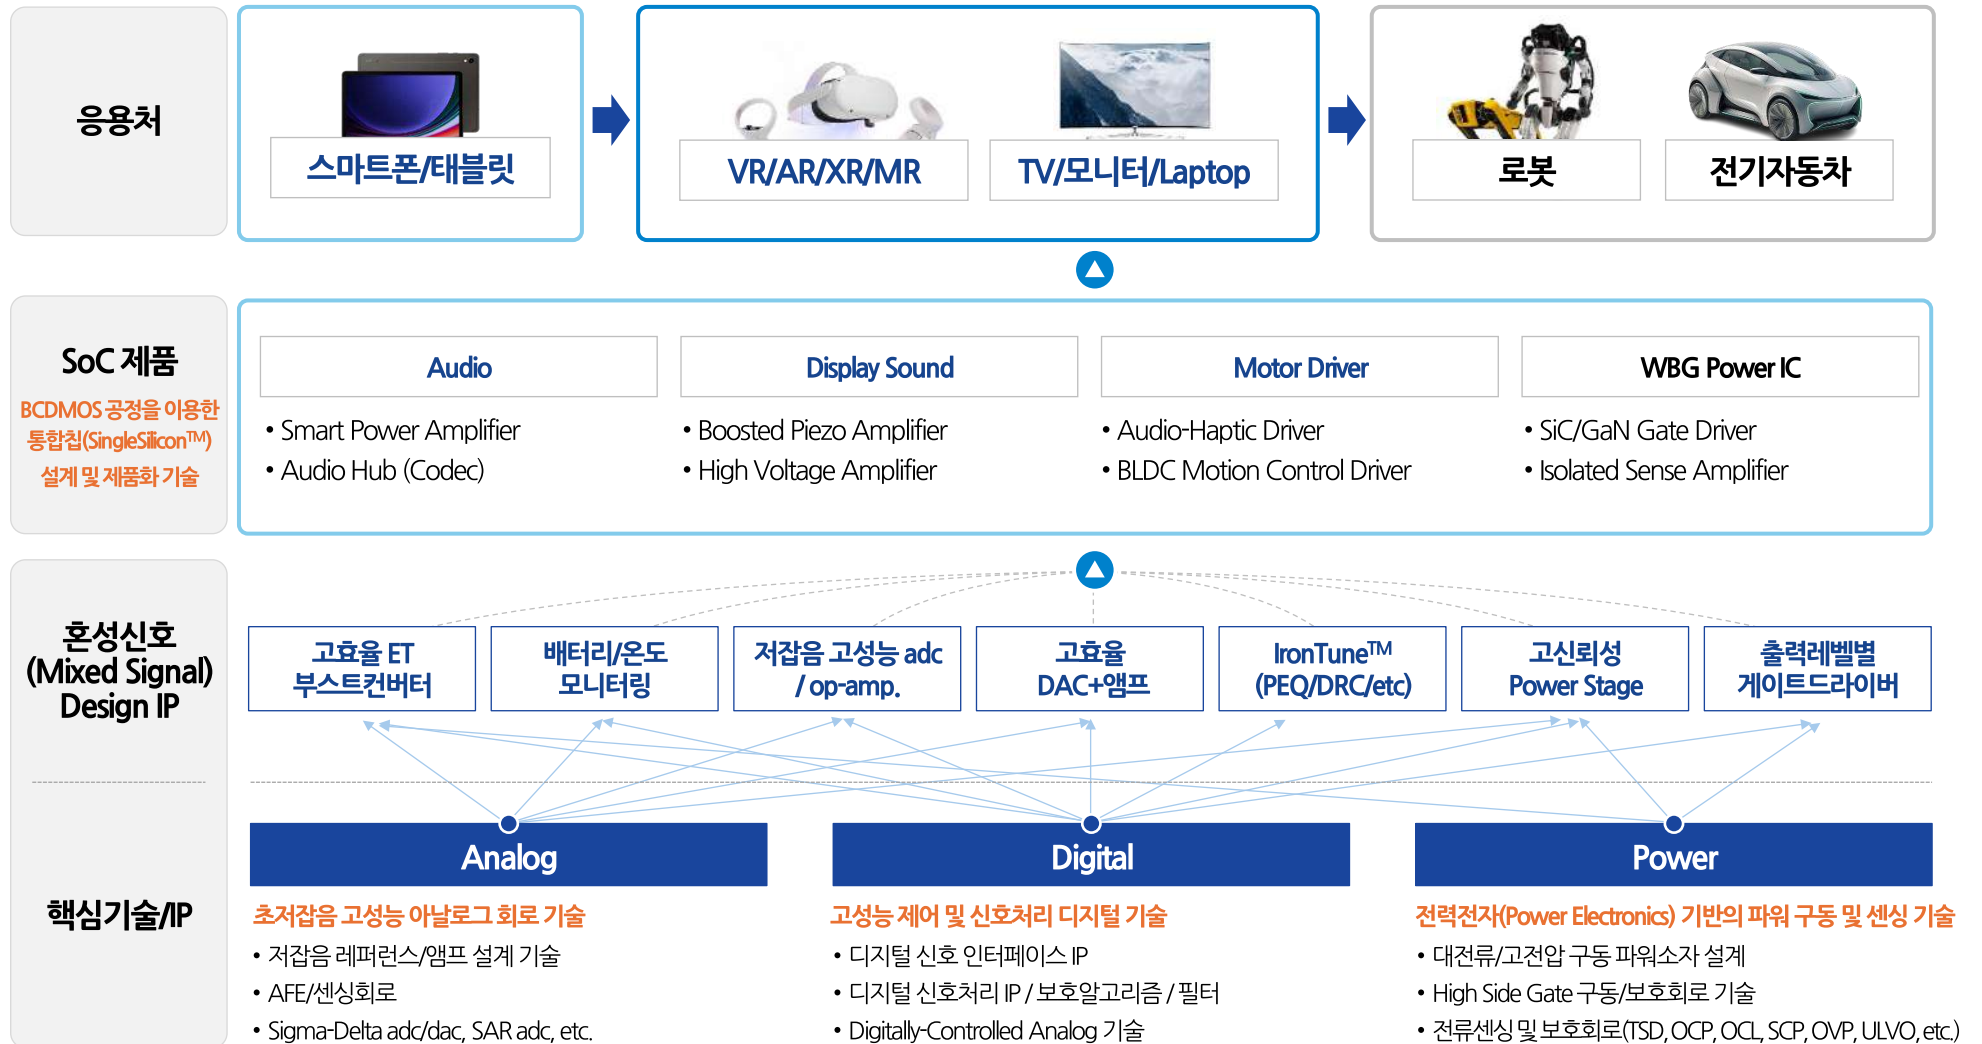 응용처
스마트폰/태블릿
VR/AR/XR/MR
TV/모니터/Laptop
로봇
전기자동차
SoC 제품
BCDMOS 공정을 이용한
통합칩(SingleSilicon™)
설계 및 제품화 기술
Audio
• Smart Power Amplifier
• Audio Hub (Codec)
Display Sound
• Boosted Piezo Amplifier
• High Voltage Amplifier
Motor Driver
• Audio-Haptic Driver
• BLDC Motion Control Driver
WBG Power IC
• SiC/GaN Gate Driver
• Isolated Sense Amplifier
혼성신호
(Mixed Signal)
Design IP
고효율 ET
부스트컨버터
배터리/온도
모니터링
저잡음 고성능 adc
/ op-amp.
고효율
DAC+앰프
IronTune™
(PEQ/DRC/etc)
고신뢰성
Power Stage
출력레벨별
게이트드라이버
핵심기술/IP
Analog
초저잡음 고성능 아날로그 회로 기술
• 저잡음 레퍼런스/앰프 설계 기술
• AFE/센싱회로
• Sigma-Delta adc/dac, SAR adc, etc.
Digital
고성능 제어 및 신호처리 디지털 기술
• 디지털 신호 인터페이스 IP
• 디지털 신호처리 IP / 보호알고리즘 / 필터
• Digitally-Controlled Analog 기술
Power
전력전자(Power Electronics) 기반의 파워 구동 및 센싱 기술
• 대전류/고전압 구동 파워소자 설계
• High Side Gate 구동/보호회로 기술
• 전류센싱 및 보호회로(TSD, OCP, OCL, SCP, OVP, ULVO, etc.)